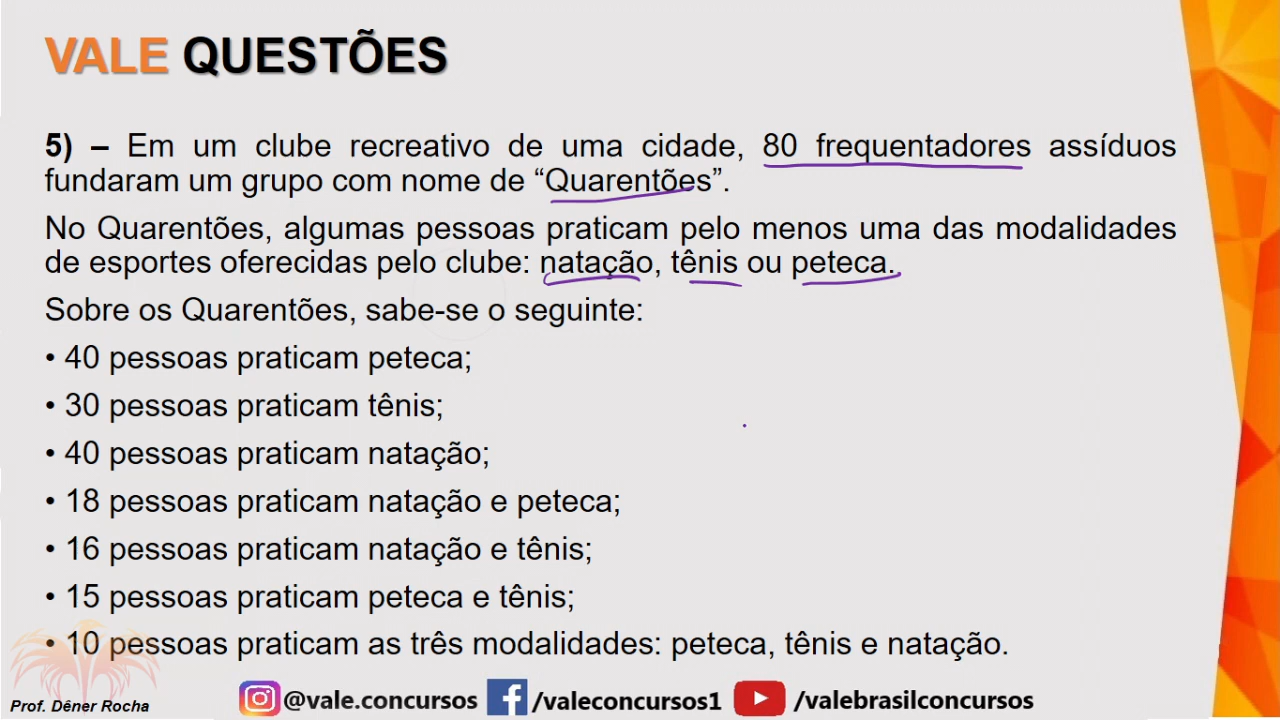 VALE QUESTÕES
5) – Em um clube recreativo de uma cidade, 80 frequentadores assíduos
fundaram um grupo com nome de “Quarentões”.
No Quarentões, algumas pessoas praticam pelo menos uma das modalidades
de esportes oferecidas pelo clube: natação, tênis ou peteca.
Sobre os Quarentões, sabe-se o seguinte:
• 40 pessoas praticam peteca;
• 30 pessoas praticam tênis;
• 40 pessoas praticam natação;
• 18 pessoas praticam natação e peteca;
• 16 pessoas praticam natação e tênis;
• 15 pessoas praticam peteca e tênis;
• 10 pessoas praticam as três modalidades: peteca, tênis e natação.
Prof. Dêner Rocha
@vale.concursos /valeconcursos1 /valebrasilconcursos